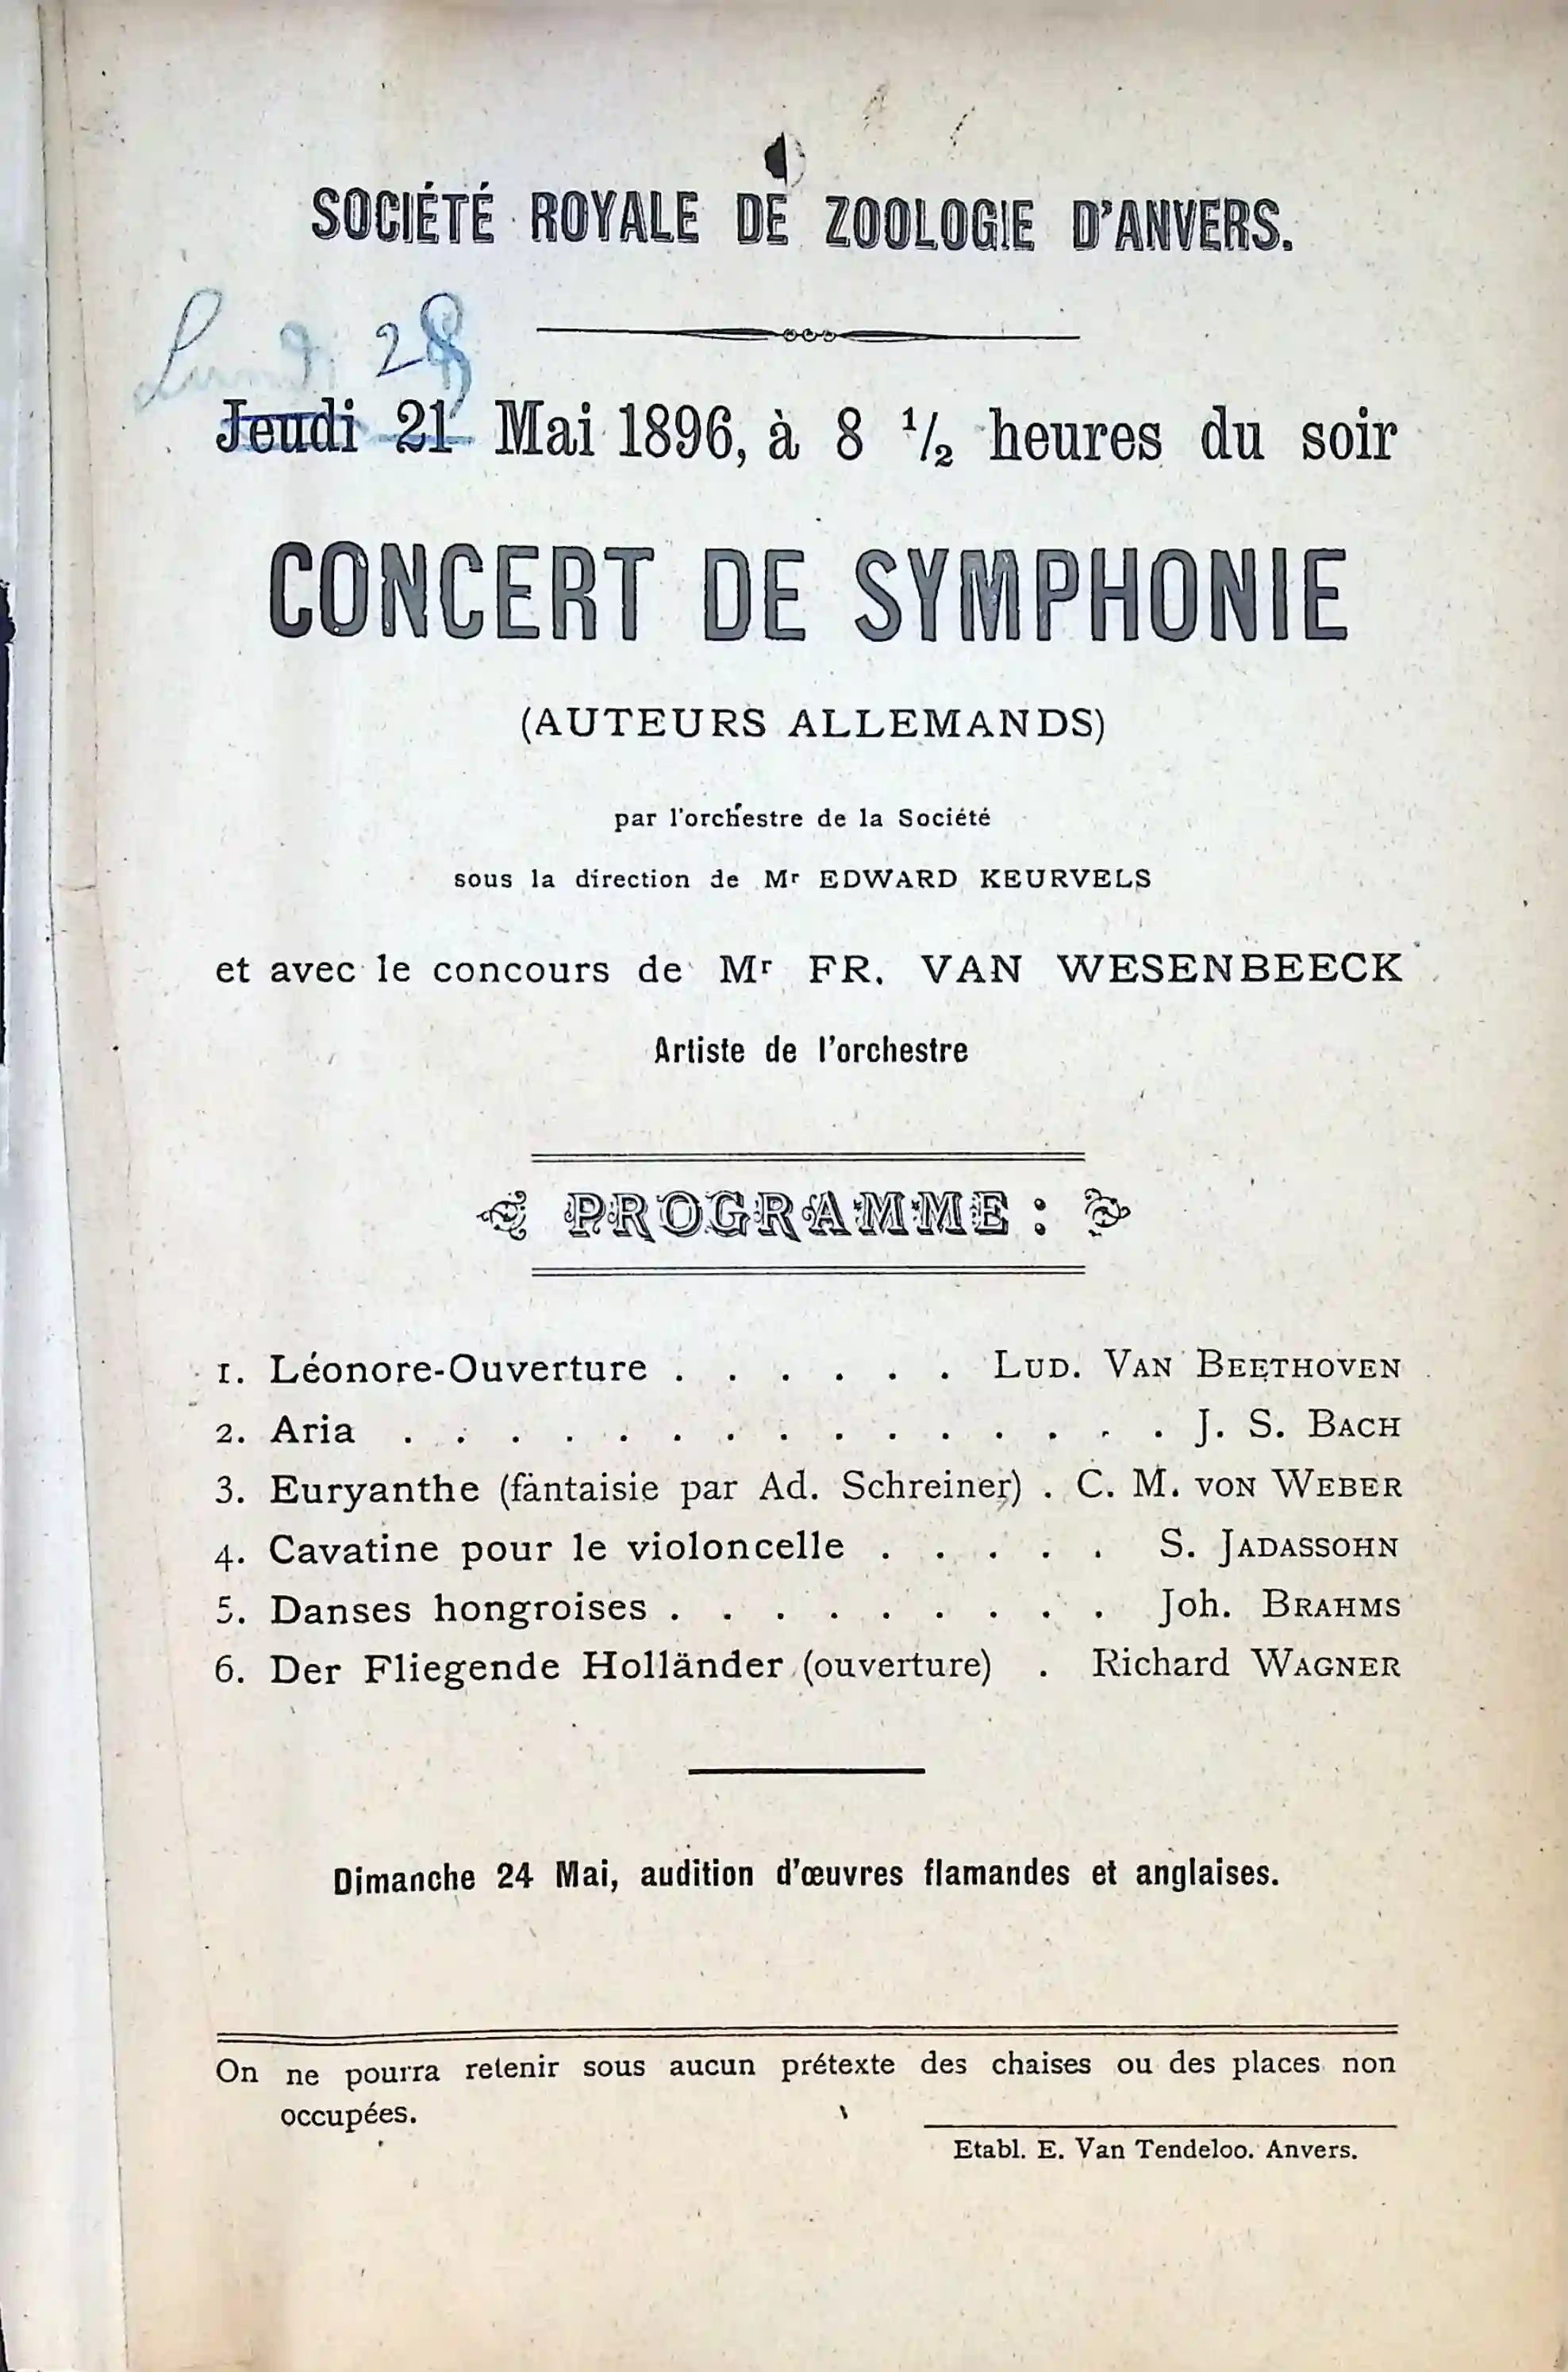 SOCIÉTÉ ROYALE DE ZOOLOGIE D'ANVERS.
Lundi 28
Jeudi 21 Mai 1896, à 8 1/2 heures du soir
CONCERT DE SYMPHONIE
(AUTEURS ALLEMANDS)
par l'orchestre de la Société
sous la direction de Mr EDWARD KEURVELS
et avec le concours de Mr FR. VAN WESENBEECK
Artiste de l'orchestre
PROGRAMME :
1. Léonore-Ouverture . . . . . . LUD. VAN BEETHOVEN
2. Aria . . . . . . . . . . . . . . . J. S. BACH
3. Euryanthe (fantaisie par Ad. Schreiner) . C. M. VON WEBER
4. Cavatine pour le violoncelle . . . . . S. JADASSOHN
5. Danses hongroises . . . . . . . . . Joh. BRAHMS
6. Der Fliegende Holländer (ouverture) . Richard WAGNER
Dimanche 24 Mai, audition d'œuvres flamandes et anglaises.
On ne pourra retenir sous aucun prétexte des chaises ou des places non
occupées.
Etabl. E. Van Tendeloo. Anvers.